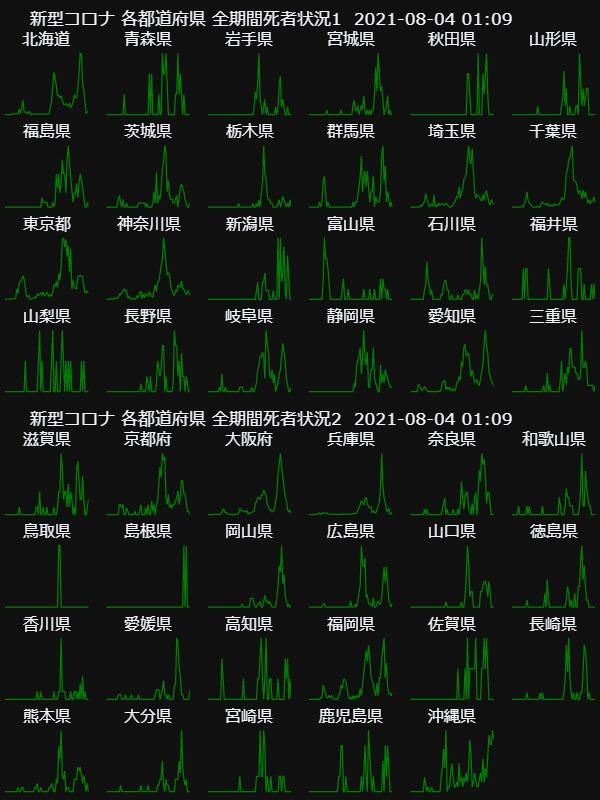 新型コロナ 各都道府県 全期間死者状況1 2021-08-04 01:09
北海道 青森県 岩手県 宮城県 秋田県 山形県
福島県 茨城県 栃木県 群馬県 埼玉県 千葉県
東京都 神奈川県 新潟県 富山県 石川県 福井県
山梨県 長野県 岐阜県 静岡県 愛知県 三重県
新型コロナ 各都道府県 全期間死者状況2 2021-08-04 01:09
滋賀県 京都府 大阪府 兵庫県 奈良県 和歌山県
鳥取県 島根県 岡山県 広島県 山口県 徳島県
香川県 愛媛県 高知県 福岡県 佐賀県 長崎県
熊本県 大分県 宮崎県 鹿児島県 沖縄県